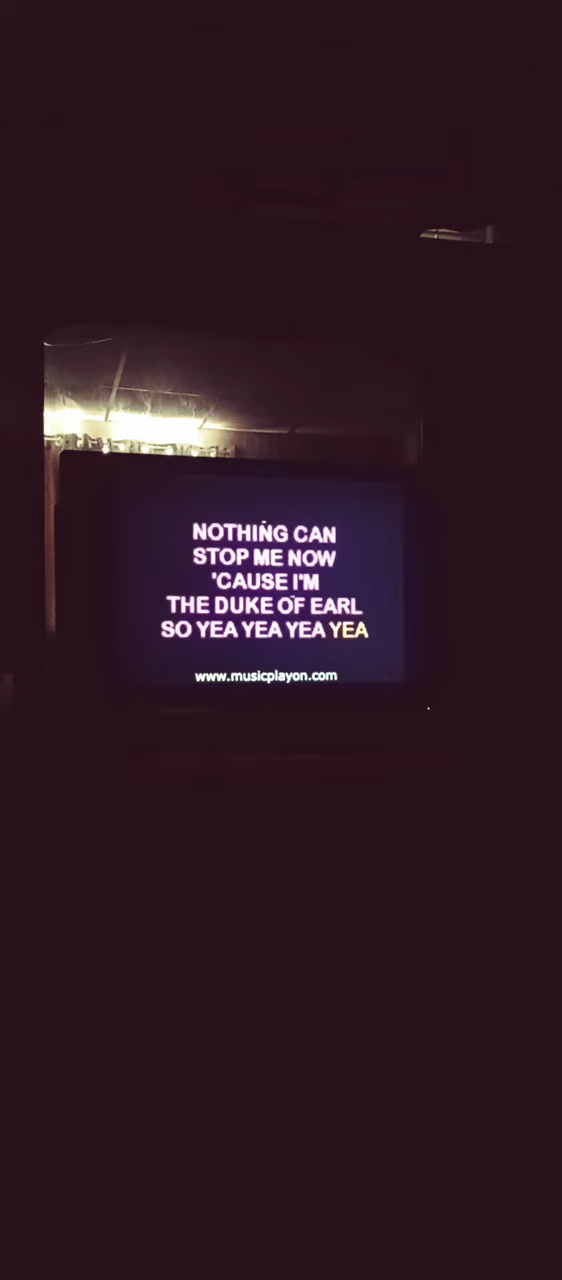 NOTHING CAN
STOP ME NOW
'CAUSE I'M
THE DUKE OF EARL
SO YEA YEA YEA YEA
www.musicplayon.com